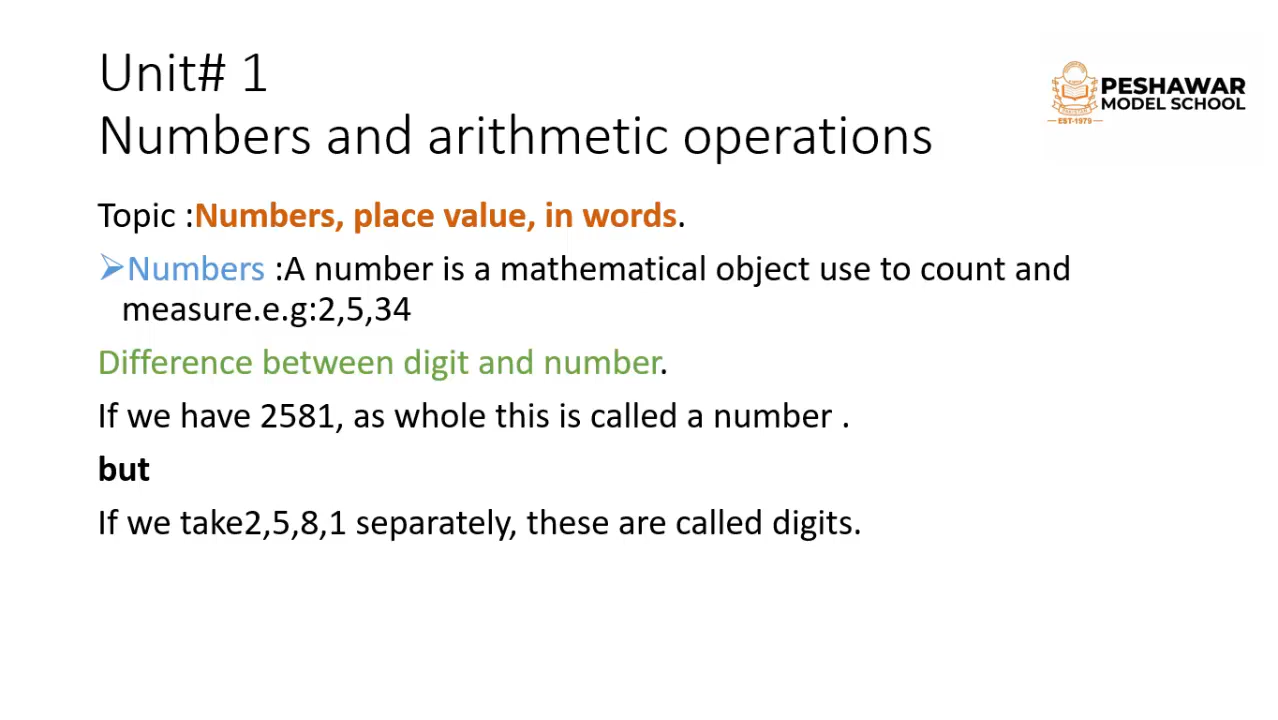 Unit# 1
PESHAWAR
MODEL SCHOOL
EST-1979
Numbers and arithmetic operations
Topic :Numbers, place value, in words.
Numbers :A number is a mathematical object use to count and
measure.e.g:2,5,34
Difference between digit and number.
If we have 2581, as whole this is called a number .
but
If we take2,5,8,1 separately, these are called digits.